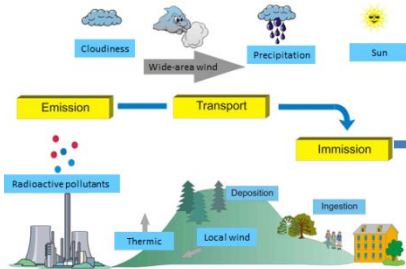 Cloudiness
Wide-area wind
Precipitation
Sun
Emission
Transport
Immission
Radioactive pollutants
Deposition
Ingestion
Thermic
Local wind